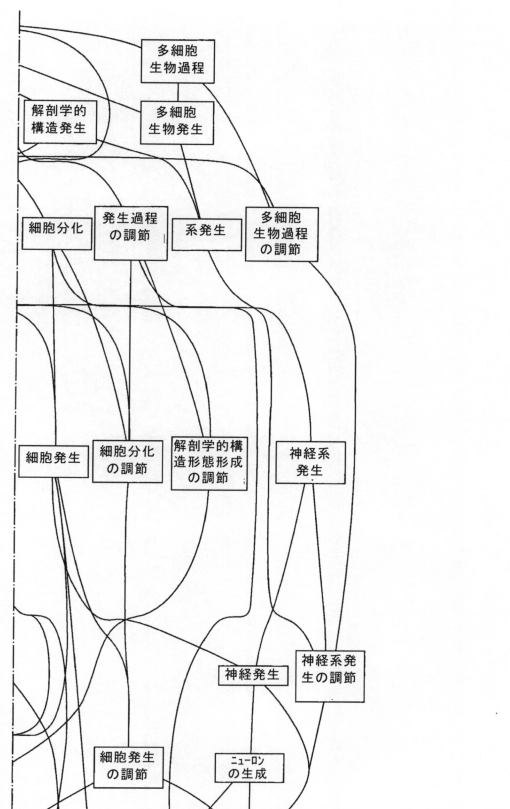 多細胞
生物過程
解剖学的
構造発生
多細胞
生物発生
細胞分化
発生過程
の調節
系発生
多細胞
生物過程
の調節
細胞発生
細胞分化
の調節
解剖学的構
造形態形成
の調節
神経系
発生
神経発生
神経系発
生の調節
細胞発生
の調節
ニューロン
の生成